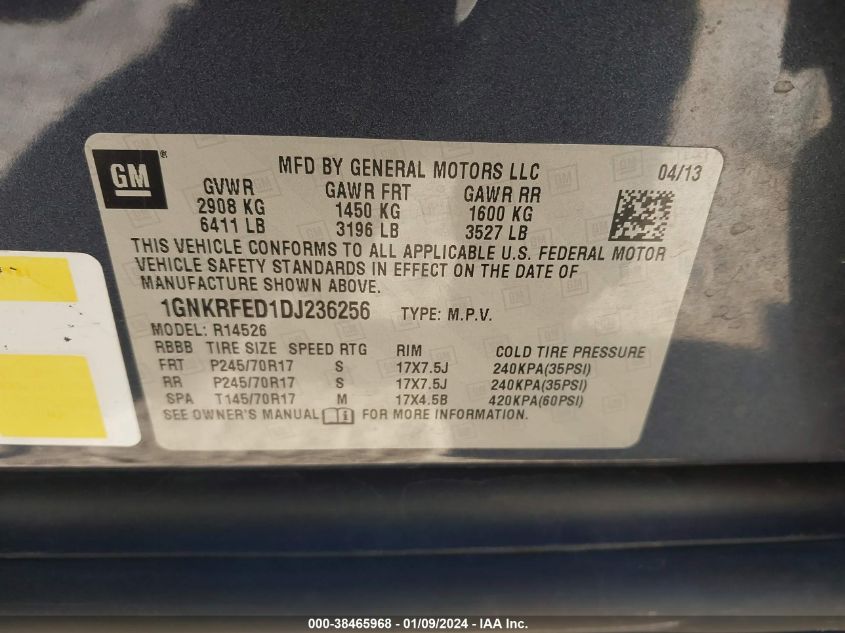 GM ®
MFD BY GENERAL MOTORS LLC 04/13
GVWR GAWR FRT GAWR RR
2908 KG 1450 KG 1600 KG
6411 LB 3196 LB 3527 LB
THIS VEHICLE CONFORMS TO ALL APPLICABLE U.S. FEDERAL MOTOR
VEHICLE SAFETY STANDARDS IN EFFECT ON THE DATE OF
MANUFACTURE SHOWN ABOVE.
1GNKRFED1DJ236256 TYPE: M.P.V.
MODEL: R14526
RBBB TIRE SIZE SPEED RTG RIM COLD TIRE PRESSURE
FRT P245/70R17 S 17X7.5J 240KPA(35PSI)
RR P245/70R17 S 17X7.5J 240KPA(35PSI)
SPA T145/70R17 M 17X4.5B 420KPA(60PSI)
SEE OWNER'S MANUAL FOR MORE INFORMATION.
000-38465968 - 01/09/2024 - IAA Inc.